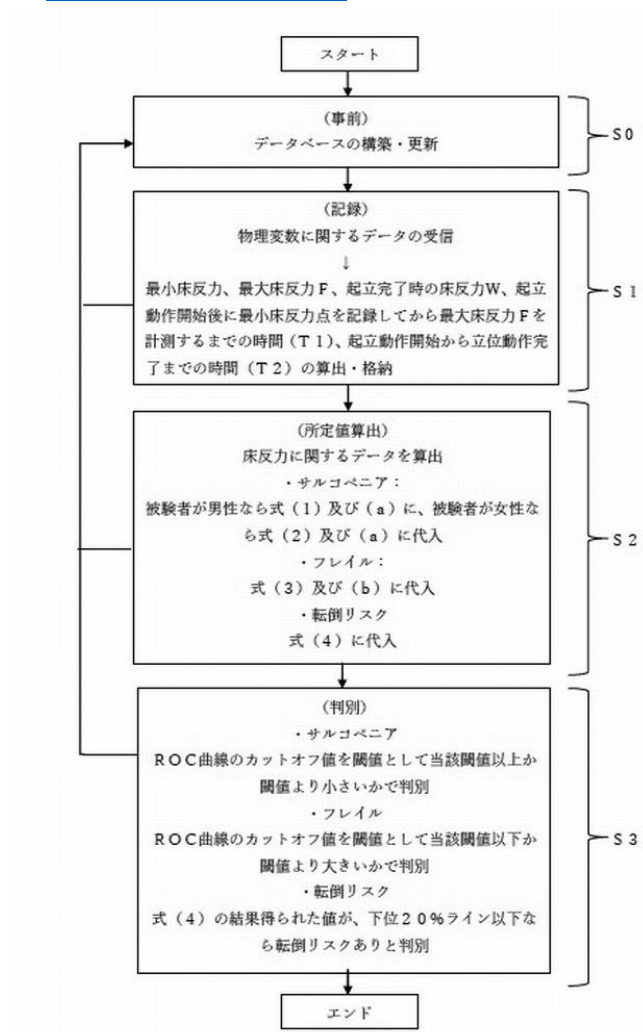 スタート
(事前)
データベースの構築・更新
S0
(記録)
物理変数に関するデータの受信
↓
最小床反力、最大床反力F、起立完了時の床反力W、起立
動作開始後に最小床反力点を記録してから最大床反力Fを
計測するまでの時間(T1)、起立動作開始から立位動作完
了までの時間(T2)の算出・格納
S1
(所定値算出)
床反力に関するデータを算出
・サルコペニア:
被験者が男性なら式(1)及び(a)に、被験者が女性な
ら式(2)及び(a)に代入
・フレイル:
式(3)及び(b)に代入
・転倒リスク
式(4)に代入
S2
(判別)
・サルコペニア
ROC曲線のカットオフ値を閾値として当該閾値以上か
閾値より小さいかで判別
・フレイル
ROC曲線のカットオフ値を閾値として当該閾値以下か
閾値より大きいかで判別
・転倒リスク
式(4)の結果得られた値が、下位20%ライン以下な
ら転倒リスクありと判別
S3
エンド